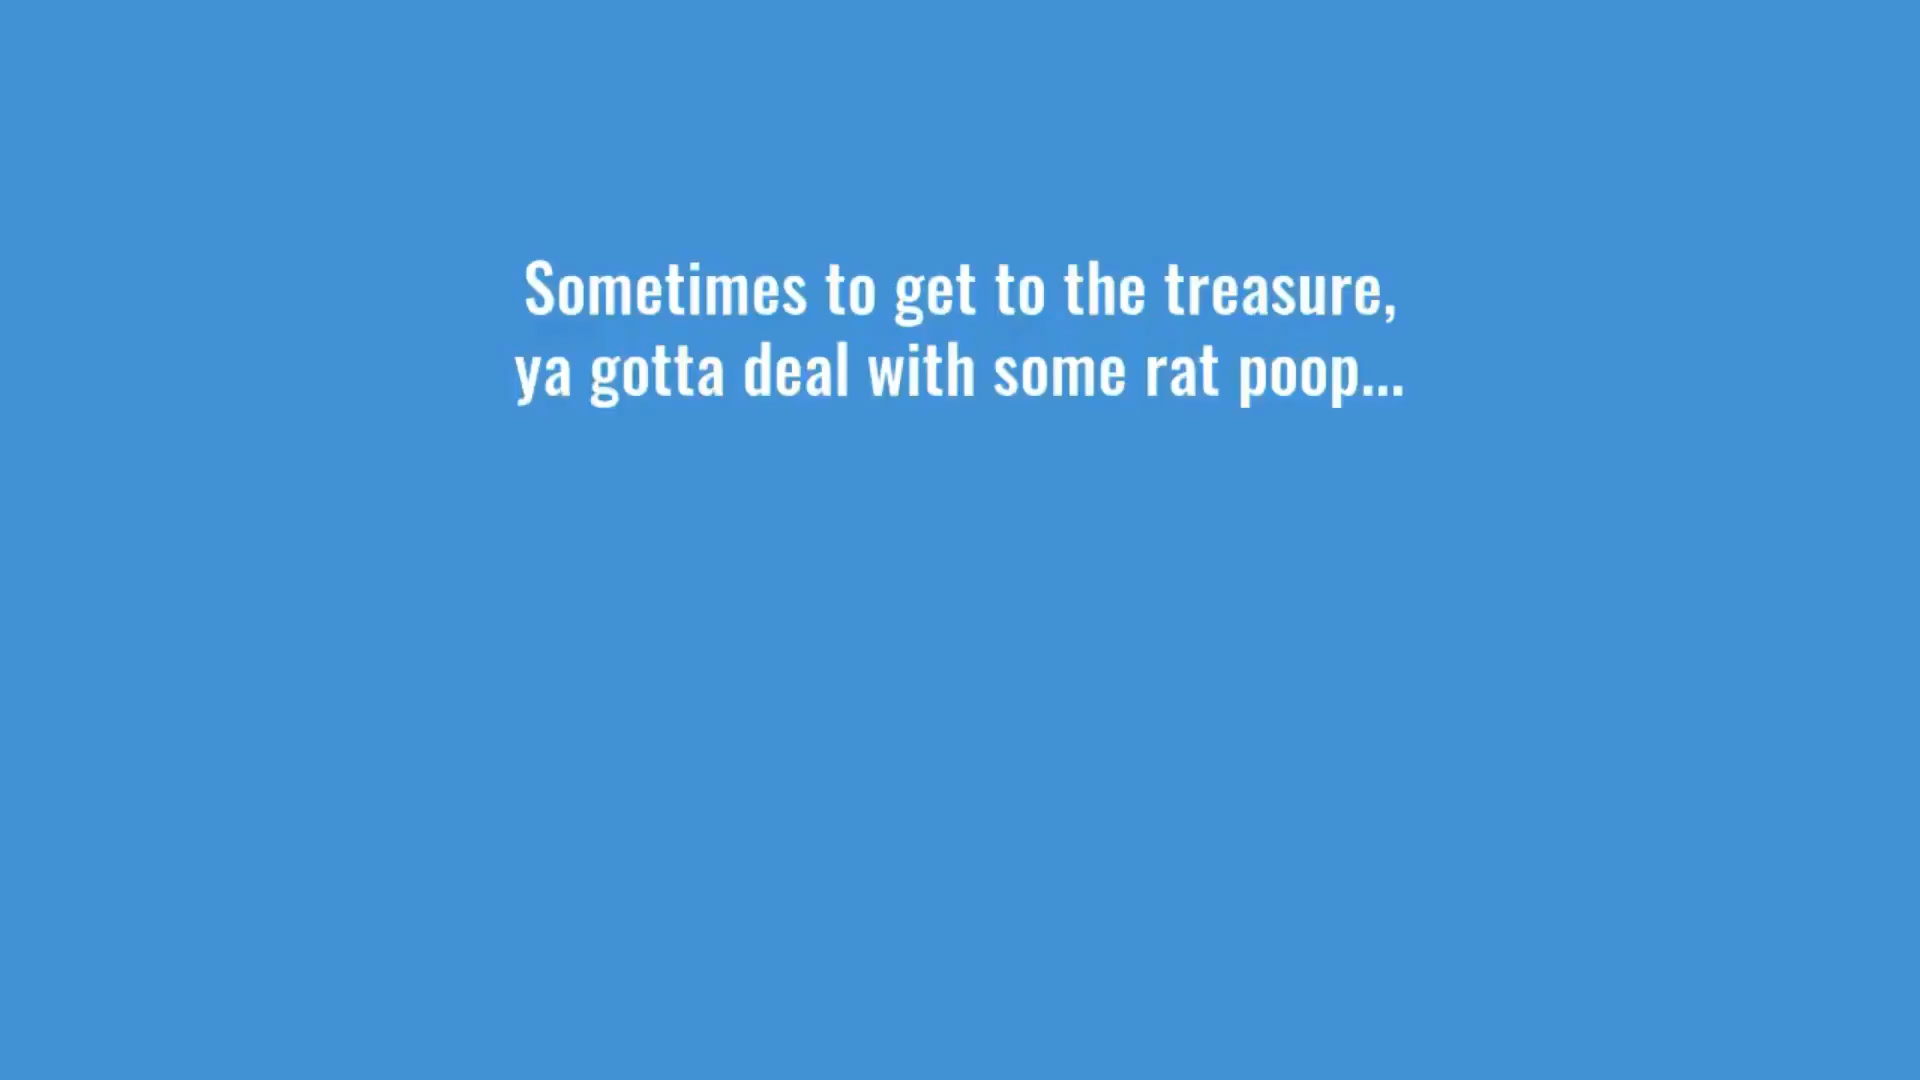 Sometimes to get to the treasure,
ya gotta deal with some rat poop...